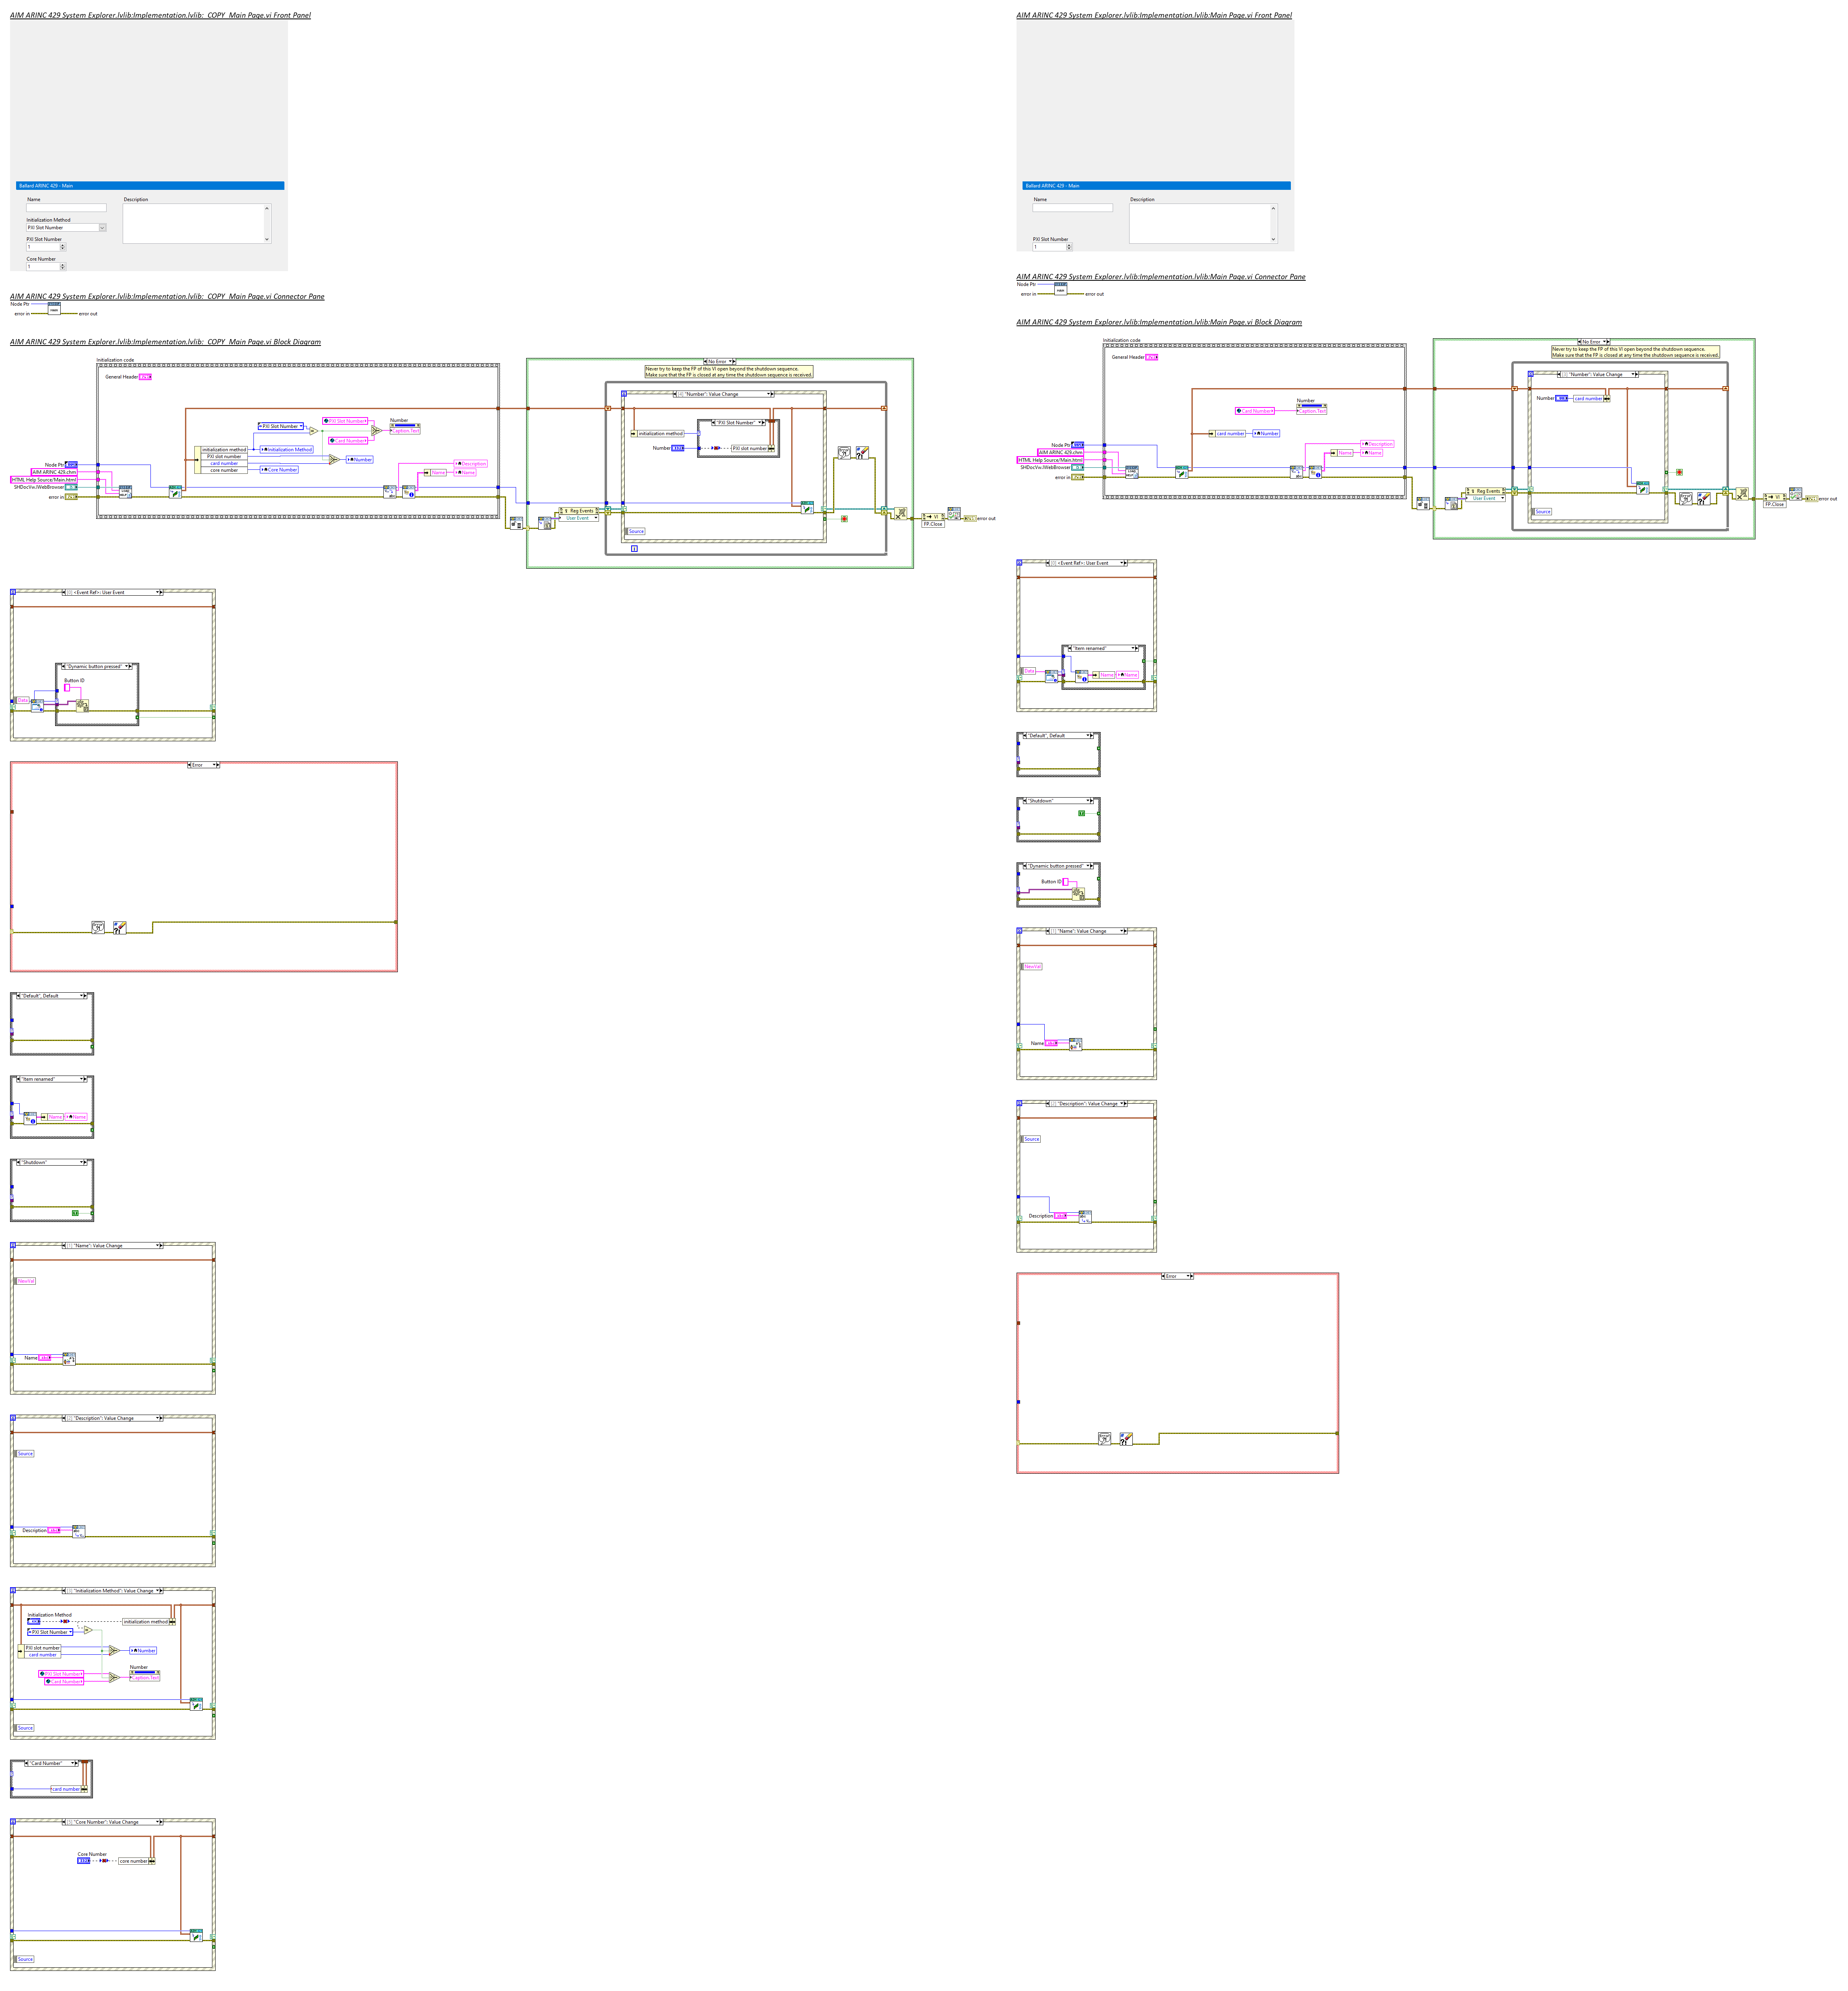 AIM ARINC 429 System Explorer.lvlib:Implementation.lvlib:_COPY_Main Page.vi Front Panel
Ballard ARINC 429 - Main
Name
Description
Initialization Method
PXI Slot Number
PXI Slot Number
1
Core Number
1
AIM ARINC 429 System Explorer.lvlib:Implementation.lvlib:_COPY_Main Page.vi Connector Pane
Node Ptr
error in
error out
AIM ARINC 429 System Explorer.lvlib:Implementation.lvlib:_COPY_Main Page.vi Block Diagram
Initialization code
General Header
PXI Slot Number
PXI Slot Number
Card Number
Number
Caption.Text
initialization method
PXI slot number
card number
core number
Initialization Method
Number
Core Number
Node Ptr
AIM ARINC 429.chm
HTML Help Source/Main.html
SHDocVw.IWebBrowser
error in
Description
Name
Name
No Error
Never try to keep the FP of this VI open beyond the shutdown sequence.
Make sure that the FP is closed at any time the shutdown sequence is received.
[4] "Number": Value Change
"PXI Slot Number"
initialization method
Number
PXI slot number
Reg Events
User Event
Source
i
VI
FP.Close
error out
[0] <Event Ref>: User Event
"Dynamic button pressed"
Button ID
Data
Error
"Default", Default
"Item renamed"
Name
Name
"Shutdown"
[1] "Name": Value Change
NewVal
Name
[2] "Description": Value Change
Source
Description
[3] "Initialization Method": Value Change
Initialization Method
initialization method
PXI Slot Number
PXI slot number
card number
Number
PXI Slot Number
Card Number
Number
Caption.Text
Source
"Card Number"
card number
[5] "Core Number": Value Change
Core Number
core number
Source
AIM ARINC 429 System Explorer.lvlib:Implementation.lvlib:Main Page.vi Front Panel
Ballard ARINC 429 - Main
Name
Description
PXI Slot Number
1
AIM ARINC 429 System Explorer.lvlib:Implementation.lvlib:Main Page.vi Connector Pane
Node Ptr
error in
error out
AIM ARINC 429 System Explorer.lvlib:Implementation.lvlib:Main Page.vi Block Diagram
Initialization code
General Header
Card Number
Number
Caption.Text
card number
Number
Node Ptr
AIM ARINC 429.chm
HTML Help Source/Main.html
SHDocVw.IWebBrowser
error in
Description
Name
Name
No Error
Never try to keep the FP of this VI open beyond the shutdown sequence.
Make sure that the FP is closed at any time the shutdown sequence is received.
[3] "Number": Value Change
Number
card number
Reg Events
User Event
Source
VI
FP.Close
error out
[0] <Event Ref>: User Event
"Item renamed"
Data
Name
Name
"Default", Default
"Shutdown"
"Dynamic button pressed"
Button ID
[1] "Name": Value Change
NewVal
Name
[2] "Description": Value Change
Source
Description
Error